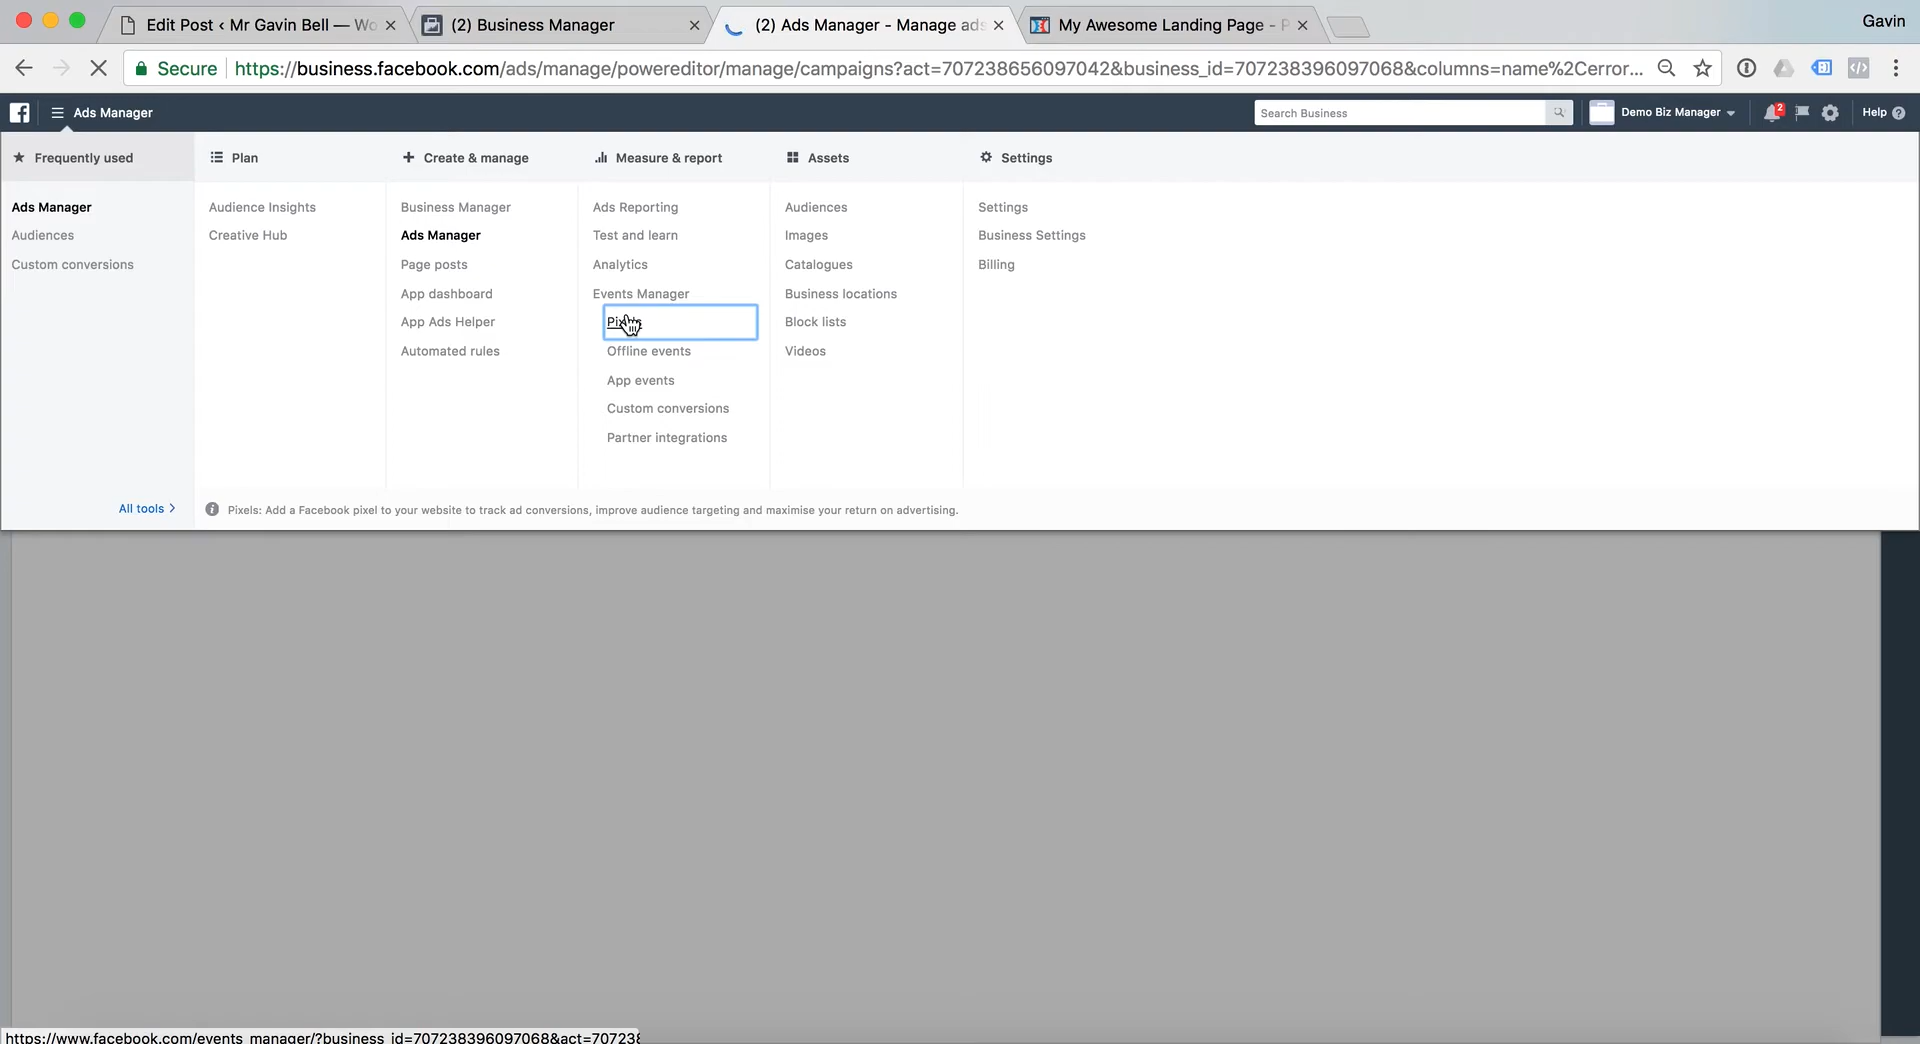 Edit Post ‹ Mr Gavin Bell — Wo
(2) Business Manager
(2) Ads Manager - Manage ads
My Awesome Landing Page - P
Gavin
Secure
https://business.facebook.com/ads/manage/powereditor/manage/campaigns?act=707238656097042&business_id=707238396097068&columns=name%2Cerror...
Ads Manager
Search Business
Demo Biz Manager
2
Help
Frequently used
Ads Manager
Audiences
Custom conversions
All tools >
Plan
Audience Insights
Creative Hub
Create & manage
Business Manager
Ads Manager
Page posts
App dashboard
App Ads Helper
Automated rules
Measure & report
Ads Reporting
Test and learn
Analytics
Events Manager
Pixels
Offline events
App events
Custom conversions
Partner integrations
Assets
Audiences
Images
Catalogues
Business locations
Block lists
Videos
Settings
Settings
Business Settings
Billing
Pixels: Add a Facebook pixel to your website to track ad conversions, improve audience targeting and maximise your return on advertising.
https://www.facebook.com/events_manager/?business_id=707238396097068&act=70723